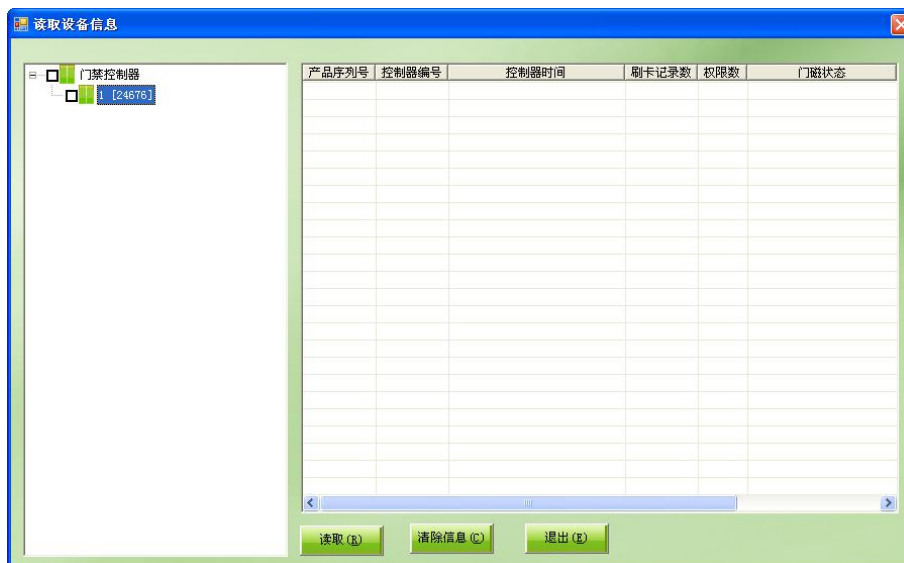 读取设备信息
门禁控制器
1 [24676]
产品序列号 控制器编号 控制器时间 刷卡记录数 权限数 门磁状态
读取(R) 清除信息(C) 退出(E)